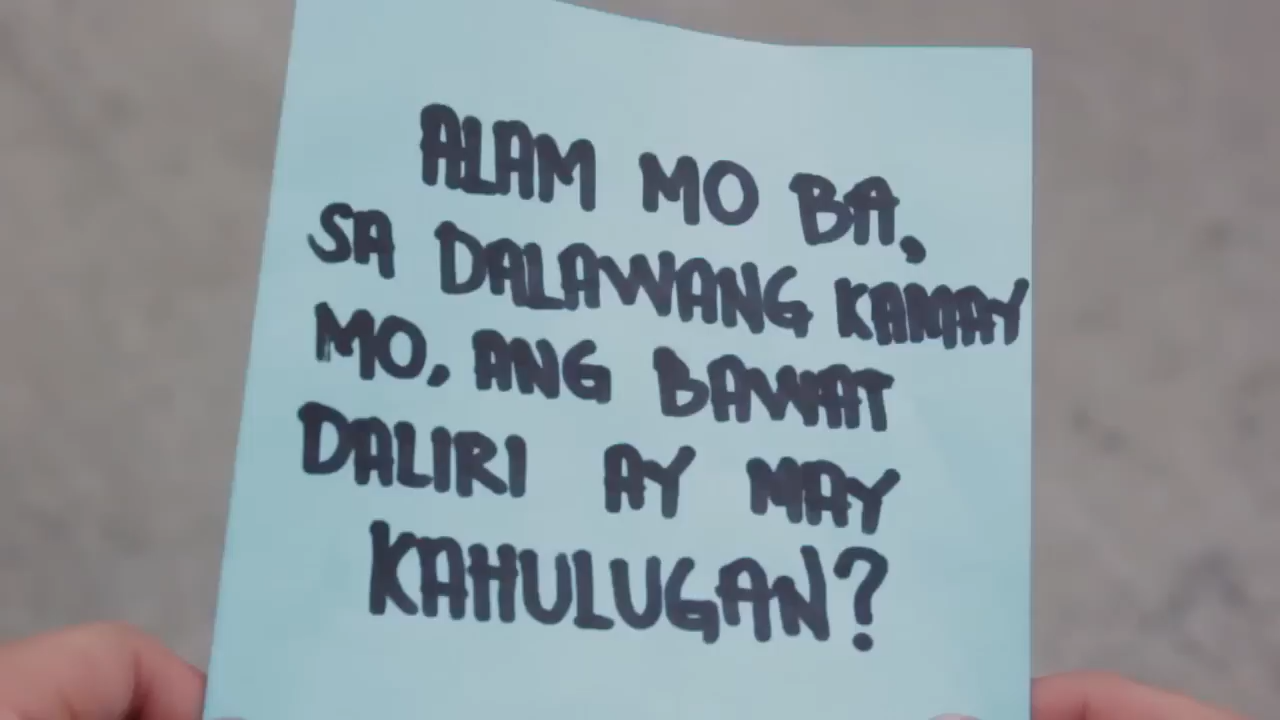 ALAM MO BA,
SA DALAWANG KAMAY
MO, ANG BAWAT
DALIRI AY MAY
KAHULUGAN?